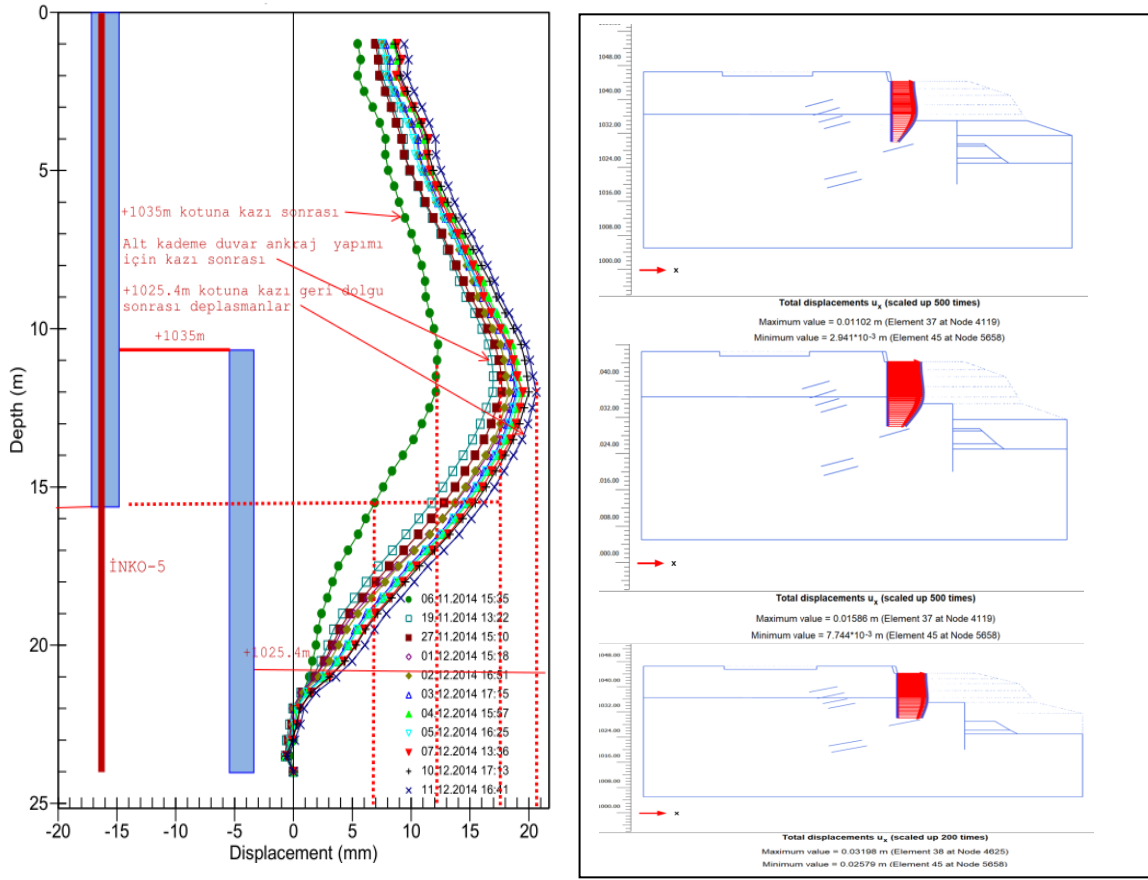 0
5
10
15
20
25
Depth (m)
-20
-15
-10
-5
0
5
10
15
20
Displacement (mm)
+1035m kotuna kazı sonrası
Alt kademe duvar ankraj yapımı
için kazı sonrası
+1025.4m kotuna kazı geri dolgu
sonrası deplasmanlar
+1035m
İNKO-5
+1025.4m
06.11.2014 15:35
19.11.2014 13:22
27.11.2014 15:10
01.12.2014 15:18
02.12.2014 16:51
03.12.2014 17:15
04.12.2014 15:57
05.12.2014 16:25
07.12.2014 13:36
10.12.2014 17:13
11.12.2014 16:41
1048.00
1040.00
1032.00
1024.00
1016.00
1008.00
1000.00
x
Total displacements uₓ (scaled up 500 times)
Maximum value = 0.01102 m (Element 37 at Node 4119)
Minimum value = 2.941*10⁻³ m (Element 45 at Node 5658)
.040.00
.032.00
.024.00
.016.00
.008.00
.000.00
x
Total displacements uₓ (scaled up 500 times)
Maximum value = 0.01586 m (Element 37 at Node 4119)
Minimum value = 7.744*10⁻³ m (Element 45 at Node 5658)
1048.00
1040.00
1032.00
1024.00
1016.00
1008.00
1000.00
x
Total displacements uₓ (scaled up 200 times)
Maximum value = 0.03198 m (Element 38 at Node 4625)
Minimum value = 0.02579 m (Element 45 at Node 5658)